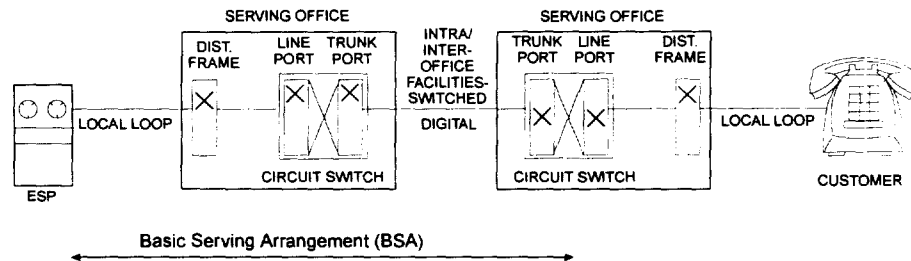 SERVING OFFICE
SERVING OFFICE
DIST.
FRAME
LINE
PORT
TRUNK
PORT
INTRA/
INTER-
OFFICE
FACILITIES-
SWITCHED
DIGITAL
TRUNK
PORT
LINE
PORT
DIST.
FRAME
LOCAL LOOP
LOCAL LOOP
CIRCUIT SWITCH
CIRCUIT SWITCH
ESP
CUSTOMER
Basic Serving Arrangement (BSA)